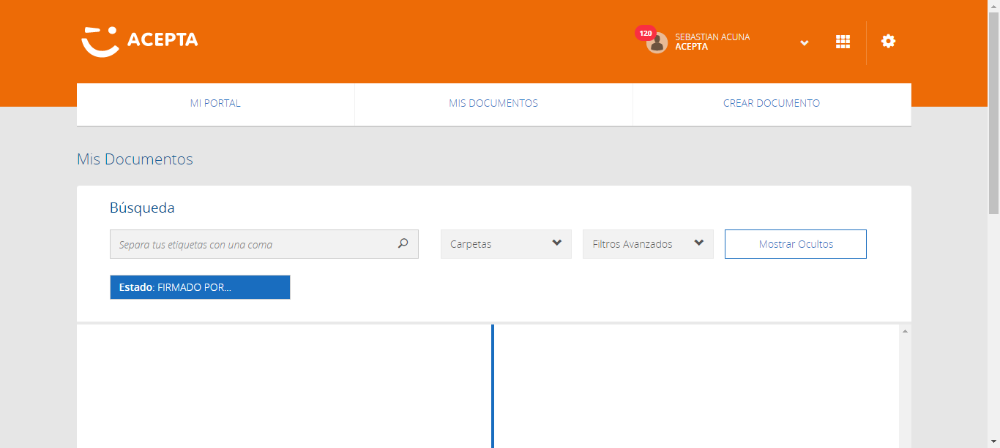 ACEPTA
120
SEBASTIAN ACUNA
ACEPTA
MI PORTAL
MIS DOCUMENTOS
CREAR DOCUMENTO
Mis Documentos
Búsqueda
Separa tus etiquetas con una coma
Carpetas
Filtros Avanzados
Mostrar Ocultos
Estado: FIRMADO POR...